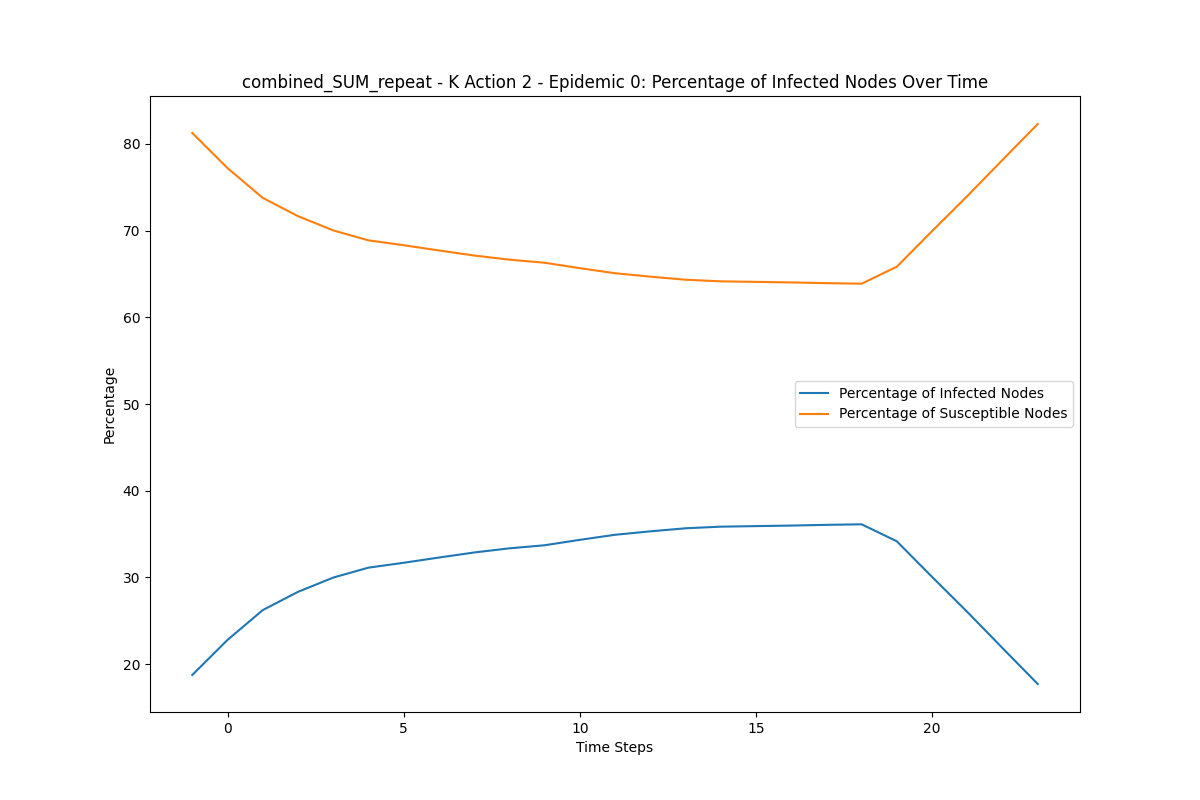 combined_SUM_repeat - K Action 2 - Epidemic 0: Percentage of Infected Nodes Over Time
80
70
60
50
40
30
20
Percentage
Percentage of Infected Nodes
Percentage of Susceptible Nodes
0 5 10 15 20
Time Steps